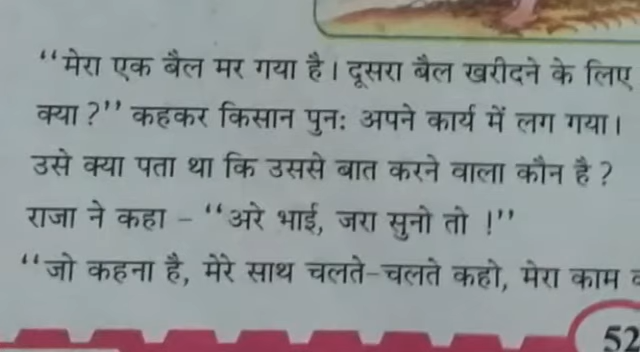 “मेरा एक बैल मर गया है। दूसरा बैल खरीदने के लिए
क्या ?” कहकर किसान पुनः अपने कार्य में लग गया।
उसे क्या पता था कि उससे बात करने वाला कौन है ?
राजा ने कहा – “अरे भाई, जरा सुनो तो !”
“जो कहना है, मेरे साथ चलते-चलते कहो, मेरा काम
52